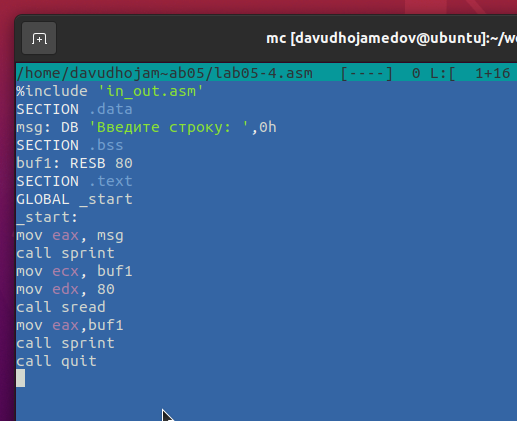 mc [davudhojamedov@ubuntu]:~/w
/home/davudhojam~ab05/lab05-4.asm   [----]  0 L:[  1+16
%include 'in_out.asm'
SECTION .data
msg: DB 'Введите строку: ',0h
SECTION .bss
buf1: RESB 80
SECTION .text
GLOBAL _start
_start:
mov eax, msg
call sprint
mov ecx, buf1
mov edx, 80
call sread
mov eax,buf1
call sprint
call quit